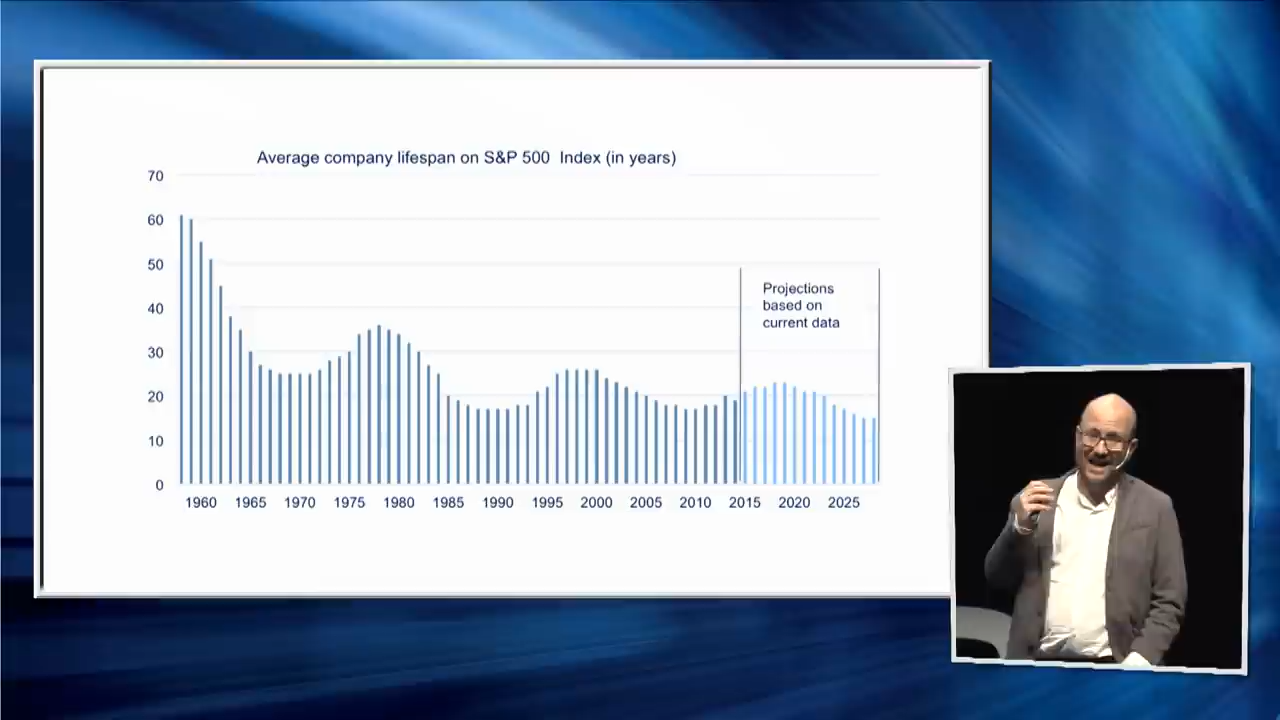 Average company lifespan on S&P 500  Index (in years)
70
60
50
40
30
20
10
0
Projections
based on
current data
1960 1965 1970 1975 1980 1985 1990 1995 2000 2005 2010 2015 2020 2025